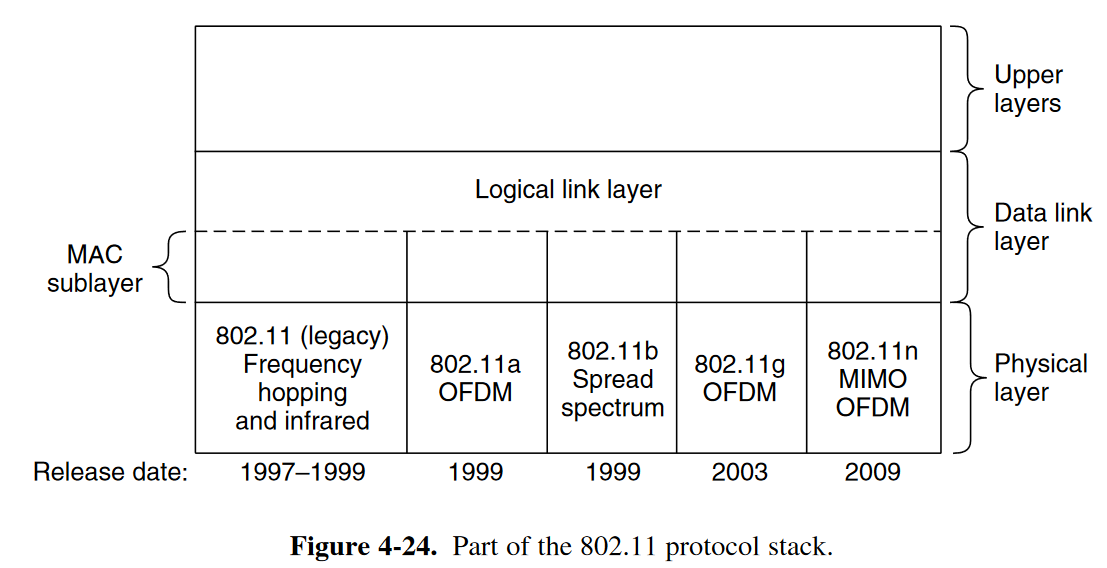 Upper
layers
Logical link layer
Data link
layer
MAC
sublayer
802.11 (legacy)
Frequency
hopping
and infrared
802.11a
OFDM
802.11b
Spread
spectrum
802.11g
OFDM
802.11n
MIMO
OFDM
Physical
layer
Release date: 1997–1999 1999 1999 2003 2009
Figure 4-24. Part of the 802.11 protocol stack.